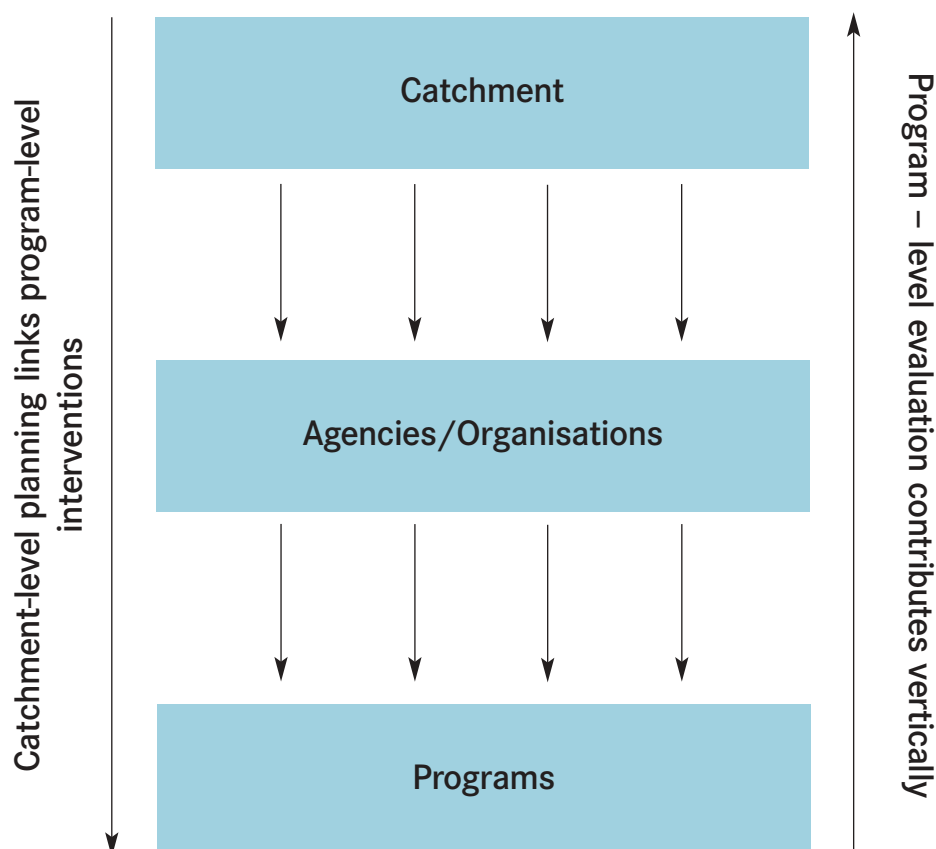 Catchment-level planning links program-level
interventions
Catchment
Agencies/Organisations
Programs
Program – level evaluation contributes vertically